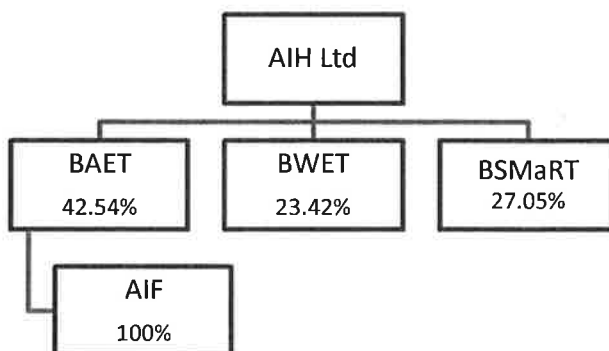 AIH Ltd
BAET
42.54%
BWET
23.42%
BSMaRT
27.05%
AIF
100%